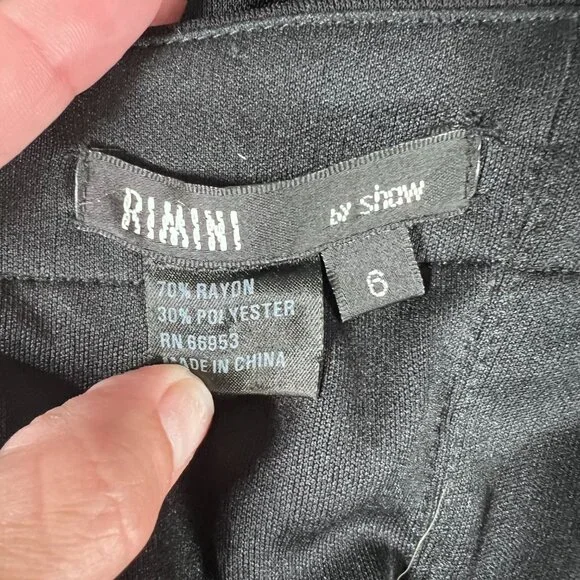 RIMINI by shaw
6
70% RAYON
30% POLYESTER
RN 66953
MADE IN CHINA